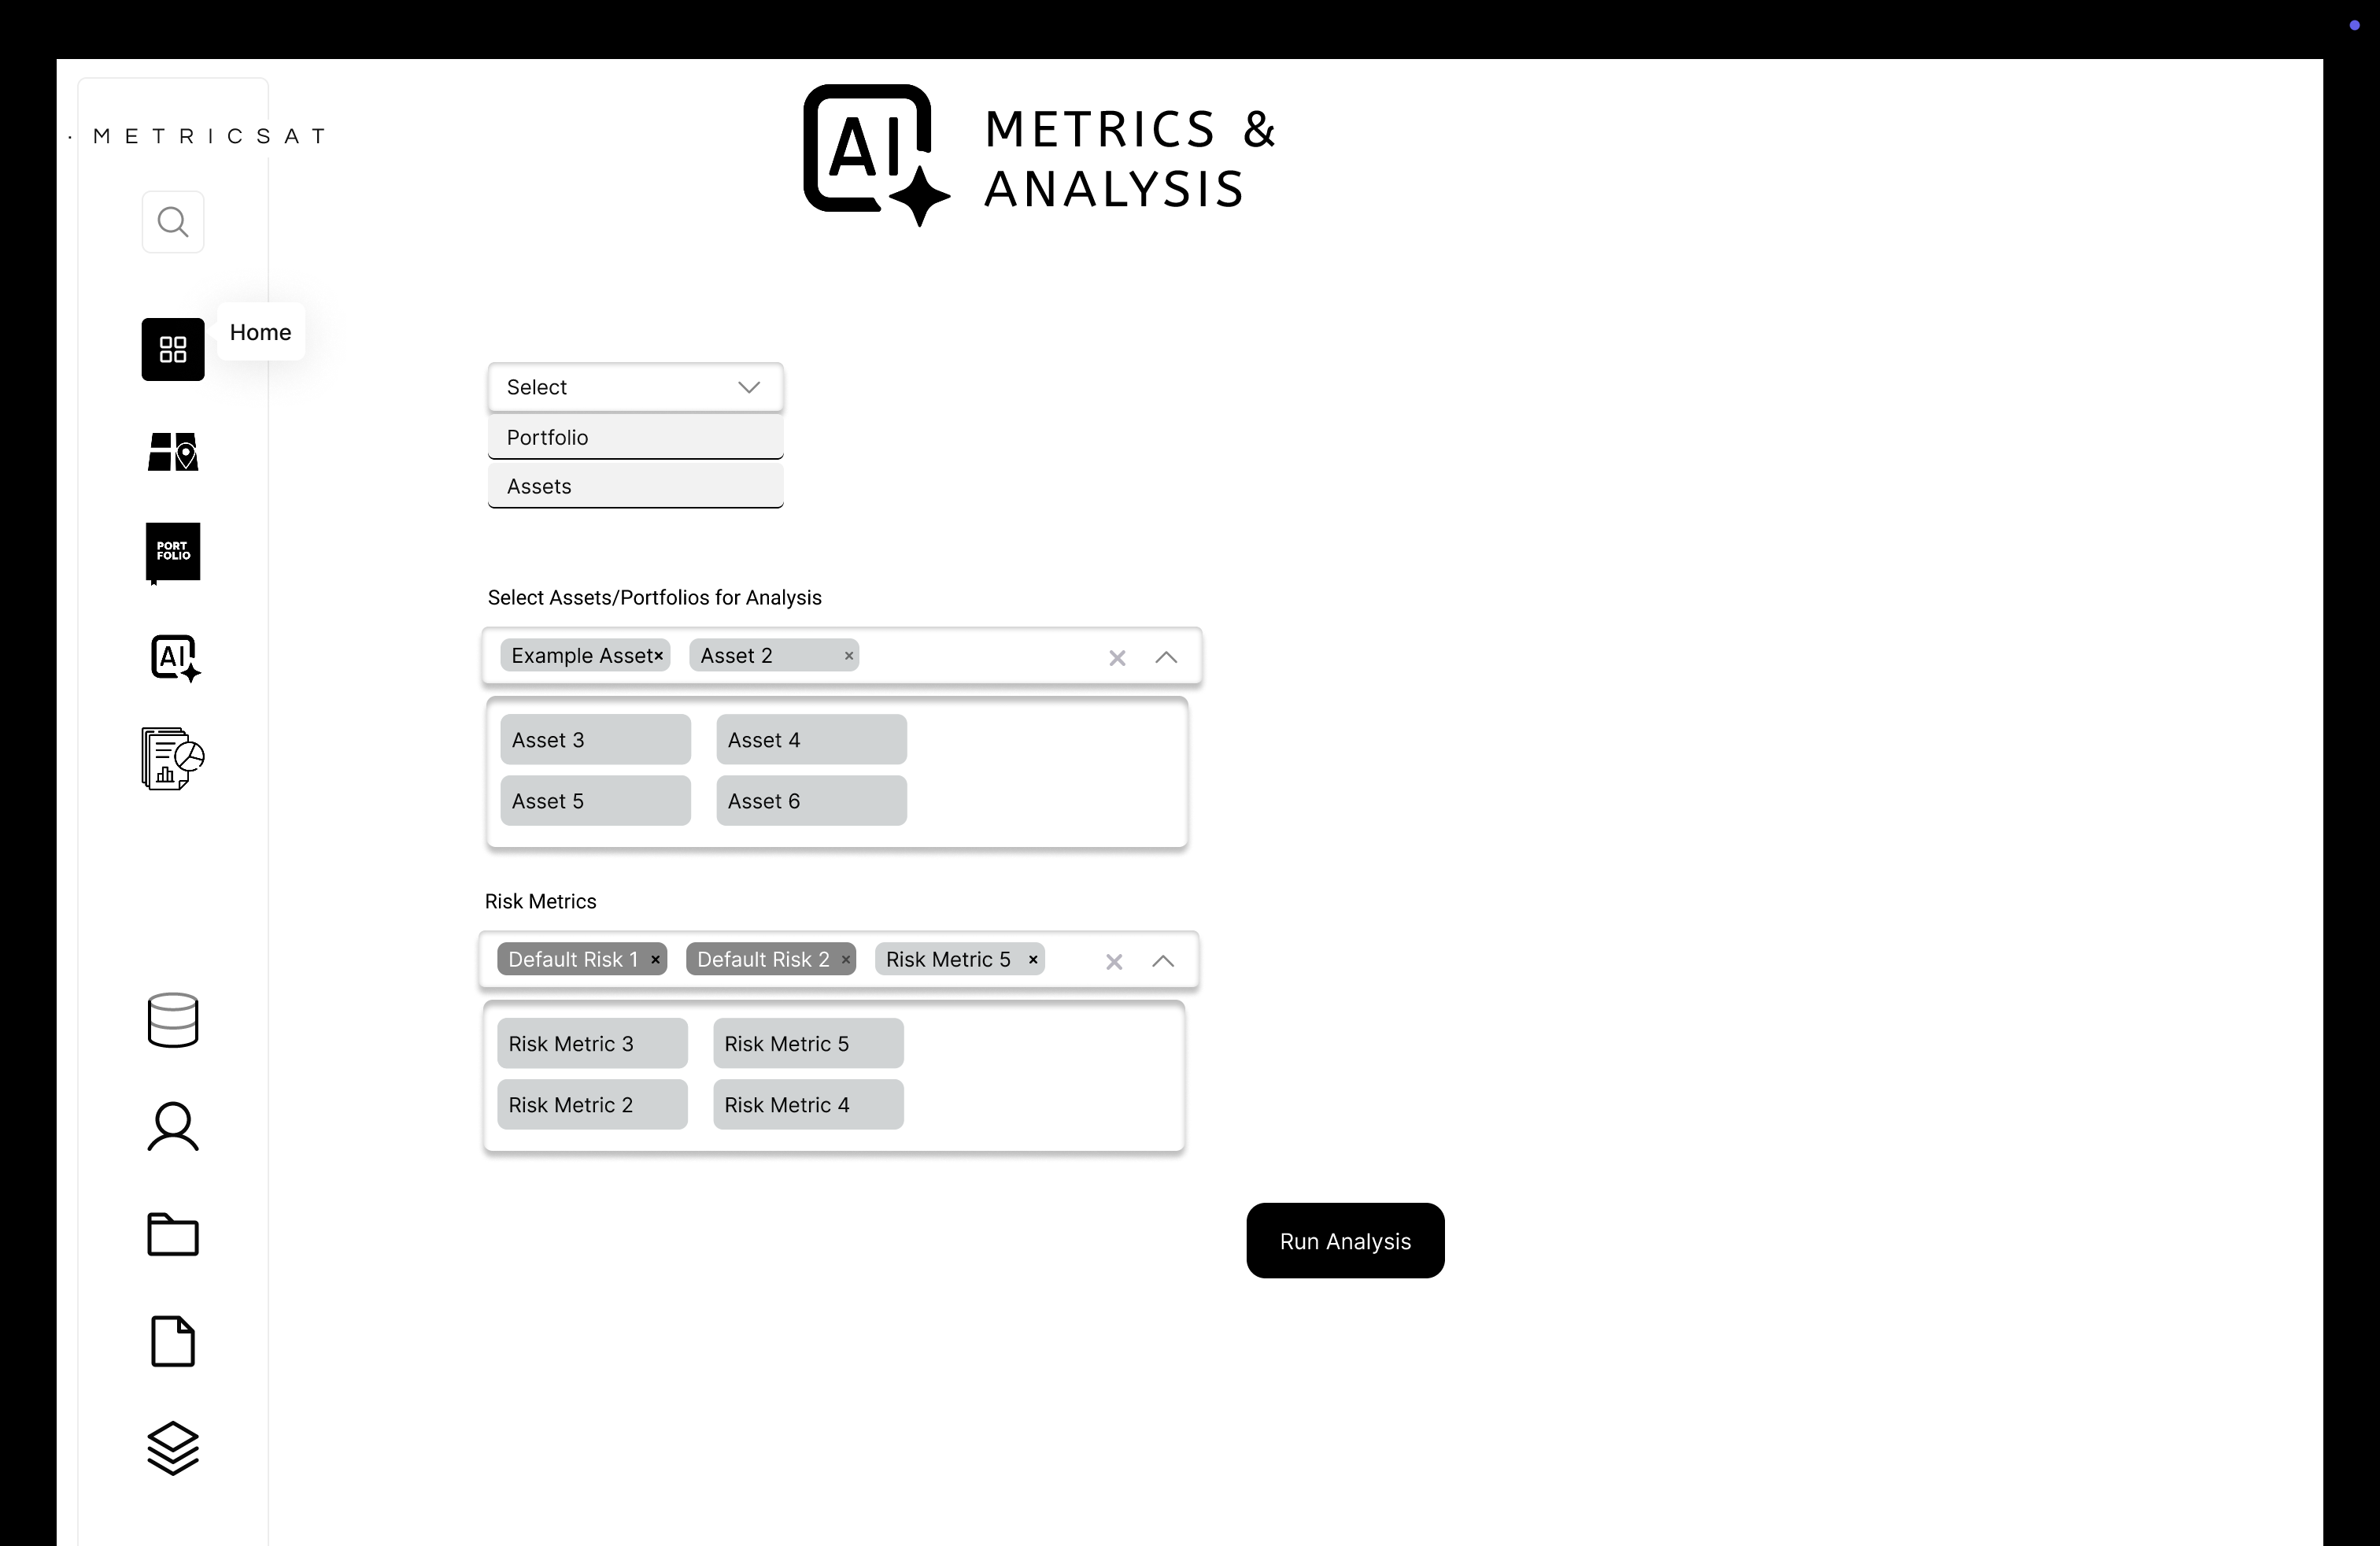 · METRICSAT
AI
METRICS &
ANALYSIS
Home
Select
Portfolio
Assets
PORT
FOLIO
Select Assets/Portfolios for Analysis
Example Asset×
Asset 2 ×
AI
Asset 3
Asset 4
Asset 5
Asset 6
Risk Metrics
Default Risk 1 ×
Default Risk 2 ×
Risk Metric 5 ×
Risk Metric 3
Risk Metric 5
Risk Metric 2
Risk Metric 4
Run Analysis